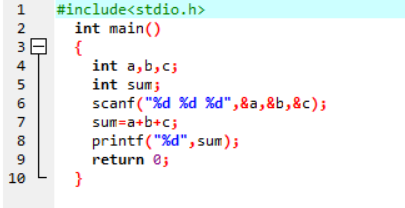 1 #include<stdio.h>
2 int main()
3 {
4 int a,b,c;
5 int sum;
6 scanf("%d %d %d",&a,&b,&c);
7 sum=a+b+c;
8 printf("%d",sum);
9 return 0;
10 }